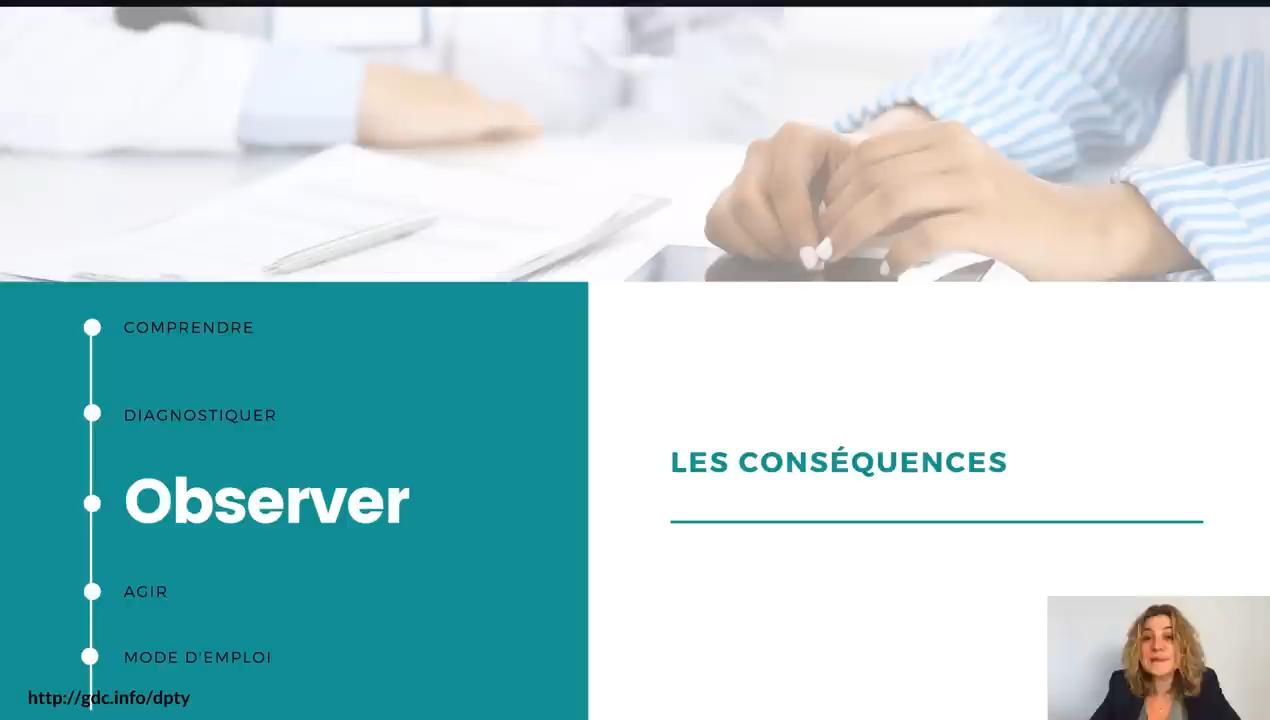 COMPRENDRE
DIAGNOSTIQUER
Observer
AGIR
MODE D'EMPLOI
http://gdc.info/dpty
LES CONSÉQUENCES